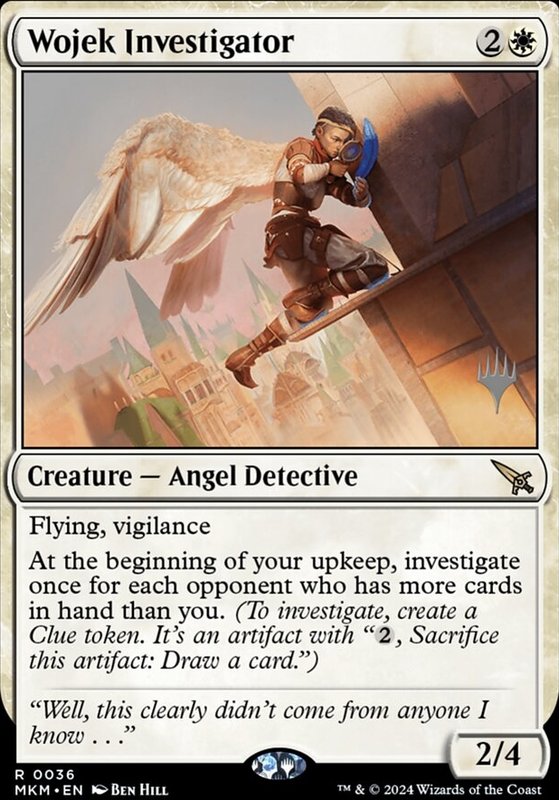 Wojek Investigator 2
Creature — Angel Detective
Flying, vigilance
At the beginning of your upkeep, investigate
once for each opponent who has more cards
in hand than you. (To investigate, create a
Clue token. It's an artifact with “2, Sacrifice
this artifact: Draw a card.”)
“Well, this clearly didn't come from anyone I
know . . .”
2/4
R 0036
MKM • EN Ben Hill
™ & © 2024 Wizards of the Coast